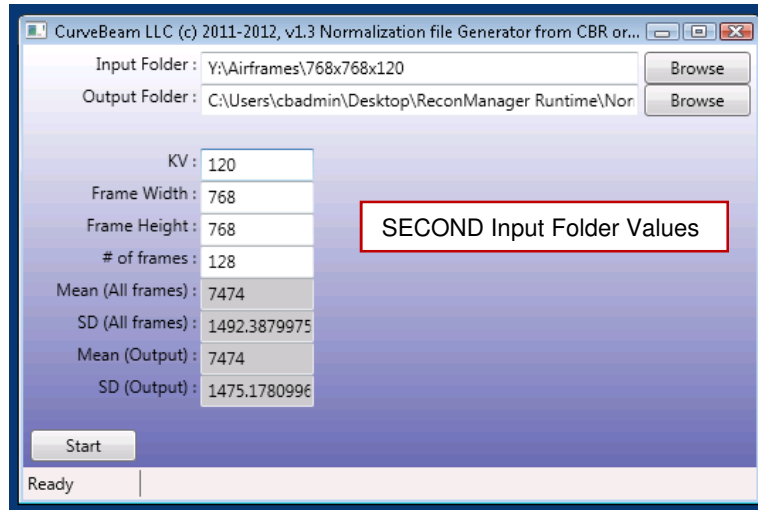 CurveBeam LLC (c) 2011-2012, v1.3 Normalization file Generator from CBR or...
Input Folder : Y:\Airframes\768x768x120 Browse
Output Folder : C:\Users\cbadmin\Desktop\ReconManager Runtime\Nor Browse
KV : 120
Frame Width : 768
Frame Height : 768
SECOND Input Folder Values
# of frames : 128
Mean (All frames) : 7474
SD (All frames) : 1492.3879975
Mean (Output) : 7474
SD (Output) : 1475.1780996
Start
Ready